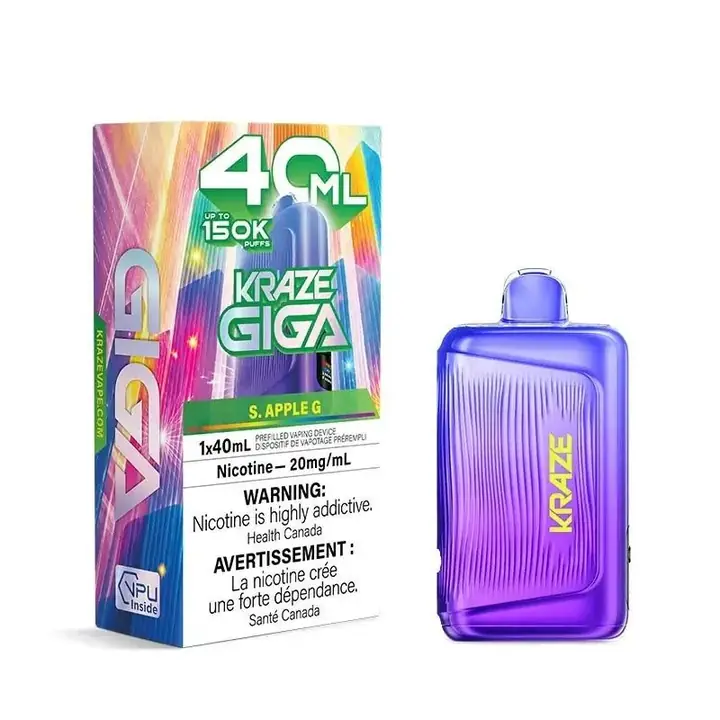 40ML
UP TO
150K
PUFFS
KRAZE
GIGA
S. APPLE G
1x40mL PREFILLED VAPING DEVICE
DISPOSITIF DE VAPOTAGE PRÉREMPLI
Nicotine – 20mg/mL
WARNING:
Nicotine is highly addictive.
Health Canada
AVERTISSEMENT :
La nicotine crée
une forte dépendance.
Santé Canada
GIGA
KRAZEVAPE.COM
VPU
Inside
KRAZE